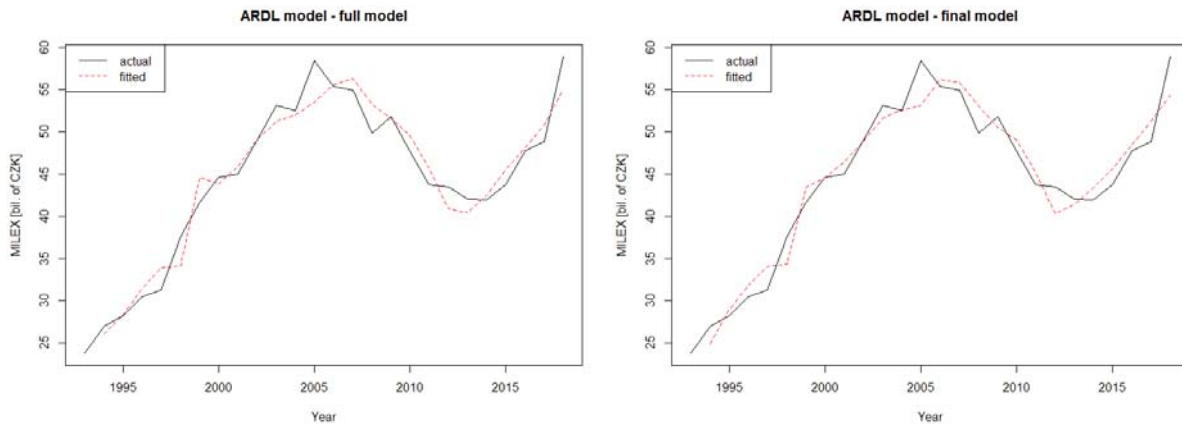 ARDL model - full model
actual
fitted
MILEX [bil. of CZK]
60
55
50
45
40
35
30
25
1995
2000
2005
2010
2015
Year
ARDL model - final model
actual
fitted
MILEX [bil. of CZK]
60
55
50
45
40
35
30
25
1995
2000
2005
2010
2015
Year